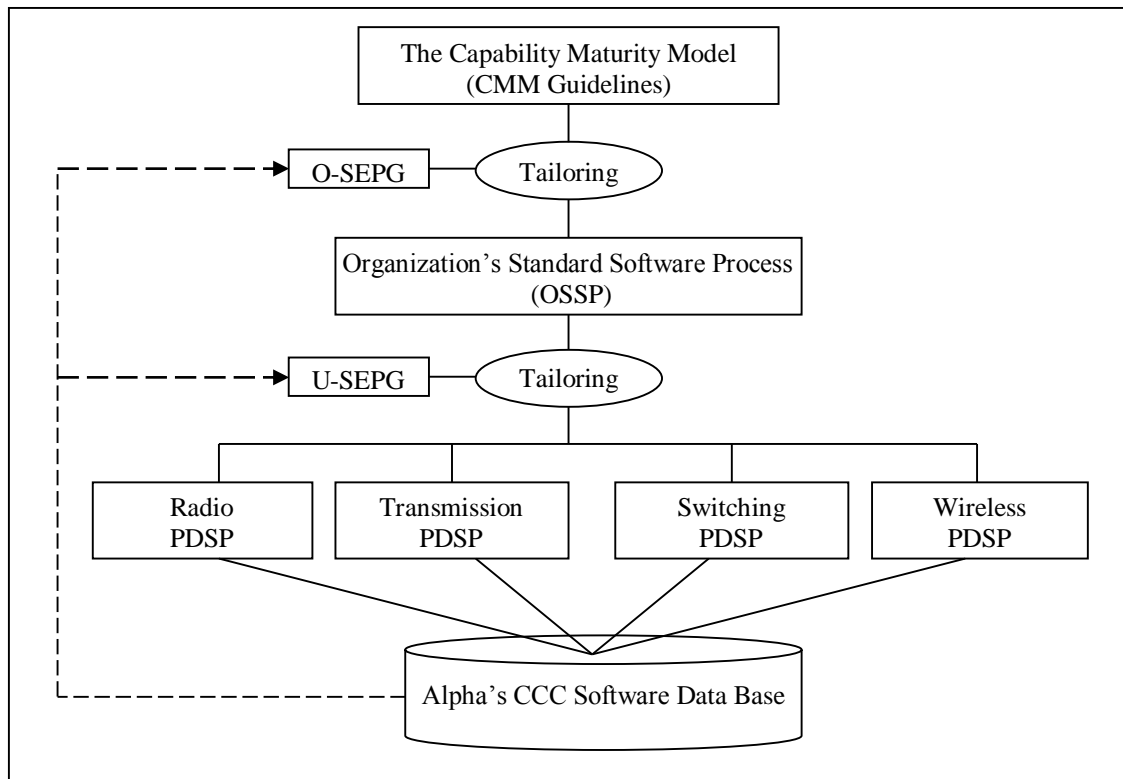 The Capability Maturity Model
(CMM Guidelines)
O-SEPG
Tailoring
Organization’s Standard Software Process
(OSSP)
U-SEPG
Tailoring
Radio
PDSP
Transmission
PDSP
Switching
PDSP
Wireless
PDSP
Alpha’s CCC Software Data Base